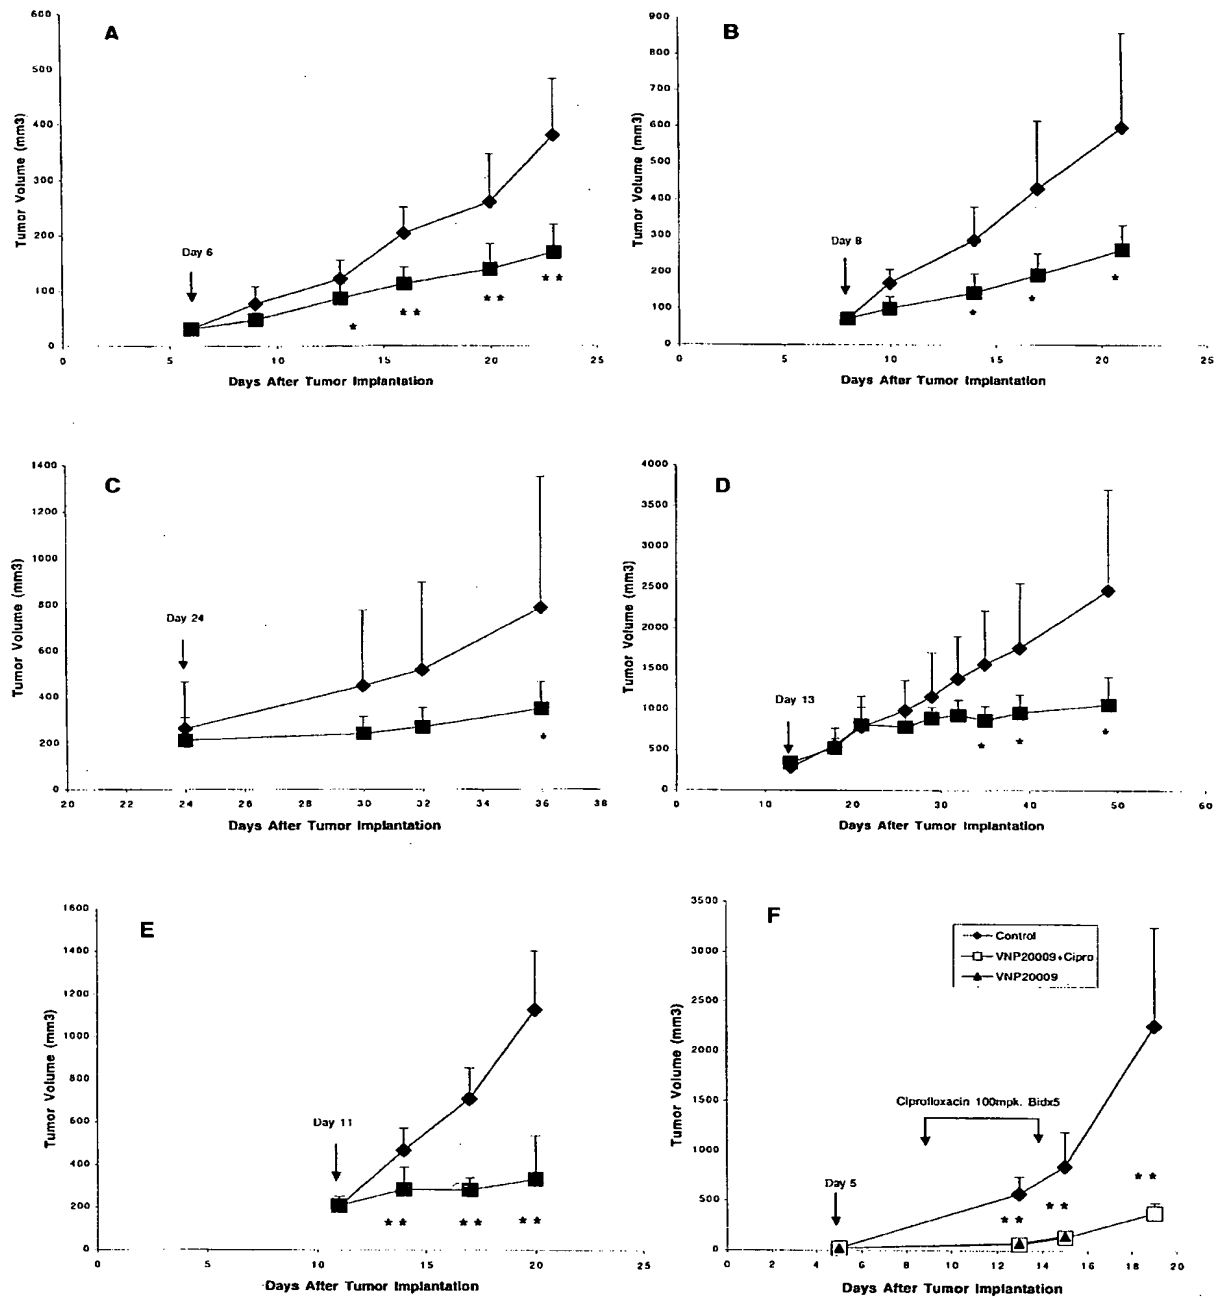 A
600
500
400
300
200
100
0
Tumor Volume (mm3)
Day 6
*
* *
* *
* *
0 5 10 15 20 25
Days After Tumor Implantation
B
900
800
700
600
500
400
300
200
100
0
Tumor Volume (mm3)
Day 8
*
*
*
0 5 10 15 20 25
Days After Tumor Implantation
C
1400
1200
1000
800
600
400
200
0
Tumor Volume (mm3)
Day 24
*
20 22 24 26 28 30 32 34 36 38
Days After Tumor Implantation
D
4000
3500
3000
2500
2000
1500
1000
500
0
Tumor Volume (mm3)
Day 13
*
*
*
0 10 20 30 40 50 60
Days After Tumor Implantation
E
1600
1400
1200
1000
800
600
400
200
0
Tumor Volume (mm3)
Day 11
* *
* *
* *
0 5 10 15 20 25
Days After Tumor Implantation
F
3500
3000
2500
2000
1500
1000
500
0
Tumor Volume (mm3)
Control
VNP20009+Cipro
VNP20009
Ciprofloxacin 100mpk. Bidx5
Day 5
* *
* *
* *
0 2 4 6 8 10 12 14 16 18 20
Days After Tumor Implantation